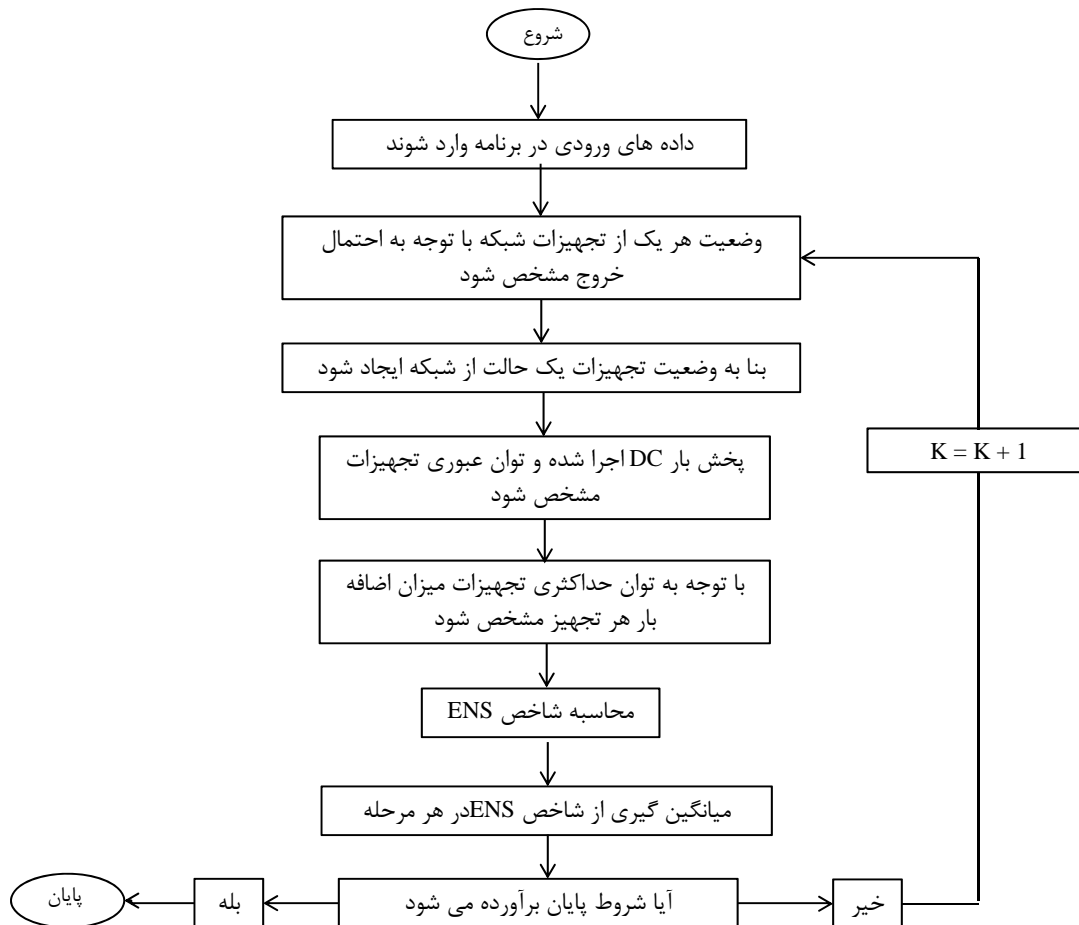 شروع
داده های ورودی در برنامه وارد شوند
وضعیت هر یک از تجهیزات شبکه با توجه به احتمال
خروج مشخص شود
بنا به وضعیت تجهیزات یک حالت از شبکه ایجاد شود
K = K + 1
پخش بار DC اجرا شده و توان عبوری تجهیزات
مشخص شود
با توجه به توان حداکثری تجهیزات میزان اضافه
بار هر تجهیز مشخص شود
محاسبه شاخص ENS
میانگین گیری از شاخص ENSدر هر مرحله
آیا شروط پایان برآورده می شود
خیر
بله
پایان